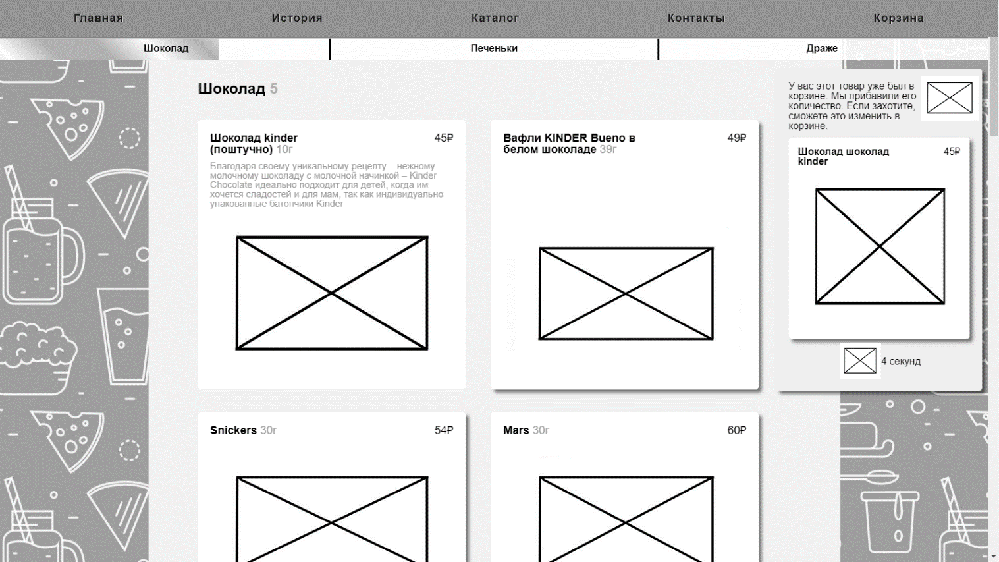 Главная
История
Каталог
Контакты
Корзина
Шоколад
Печеньки
Драже
Шоколад 5
Шоколад kinder
(поштучно) 10г
45₽
Благодаря своему уникальному рецепту – нежному
молочному шоколаду с молочной начинкой – Kinder
Chocolate идеально подходит для детей, когда им
хочется сладостей и для мам, так как индивидуально
упакованные батончики Kinder
Вафли KINDER Bueno в
белом шоколаде 39г
49₽
Snickers 30г
54₽
Mars 30г
60₽
У вас этот товар уже был в
корзине. Мы прибавили его
количество. Если захотите,
сможете это изменить в
корзине.
Шоколад шоколад
kinder
45₽
4 секунд